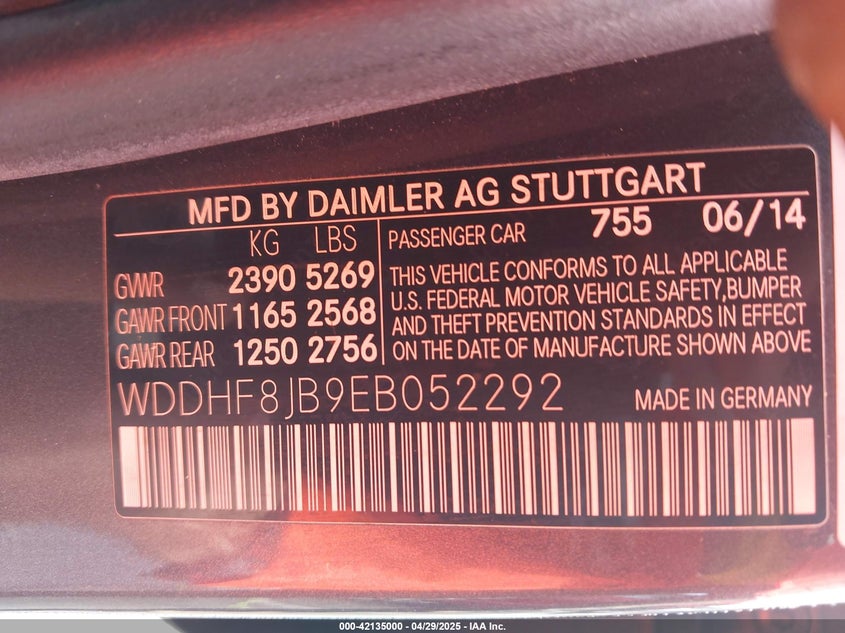 MFD BY DAIMLER AG STUTTGART
KG LBS PASSENGER CAR 755 06/14
GWR 2390 5269 THIS VEHICLE CONFORMS TO ALL APPLICABLE
GAWR FRONT 1165 2568 U.S. FEDERAL MOTOR VEHICLE SAFETY, BUMPER
AND THEFT PREVENTION STANDARDS IN EFFECT
GAWR REAR 1250 2756 ON THE DATE OF MANUFACTURE SHOWN ABOVE
WDDHF8JB9EB052292 MADE IN GERMANY
000-42135000 - 04/29/2025 - IAA Inc.